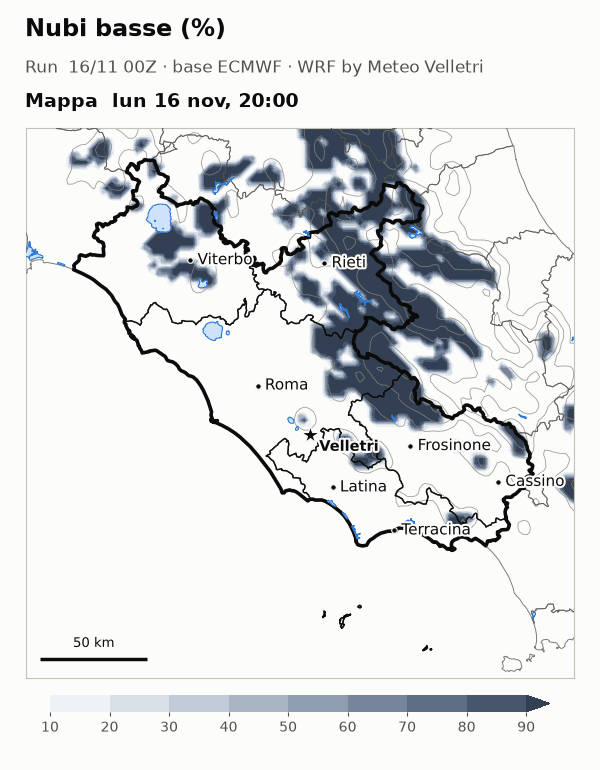 Nubi basse (%)
Run  16/11 00Z · base ECMWF · WRF by Meteo Velletri
Mappa  lun 16 nov, 20:00
Viterbo
Rieti
Roma
Velletri
Frosinone
Latina
Cassino
Terracina
50 km
10 20 30 40 50 60 70 80 90